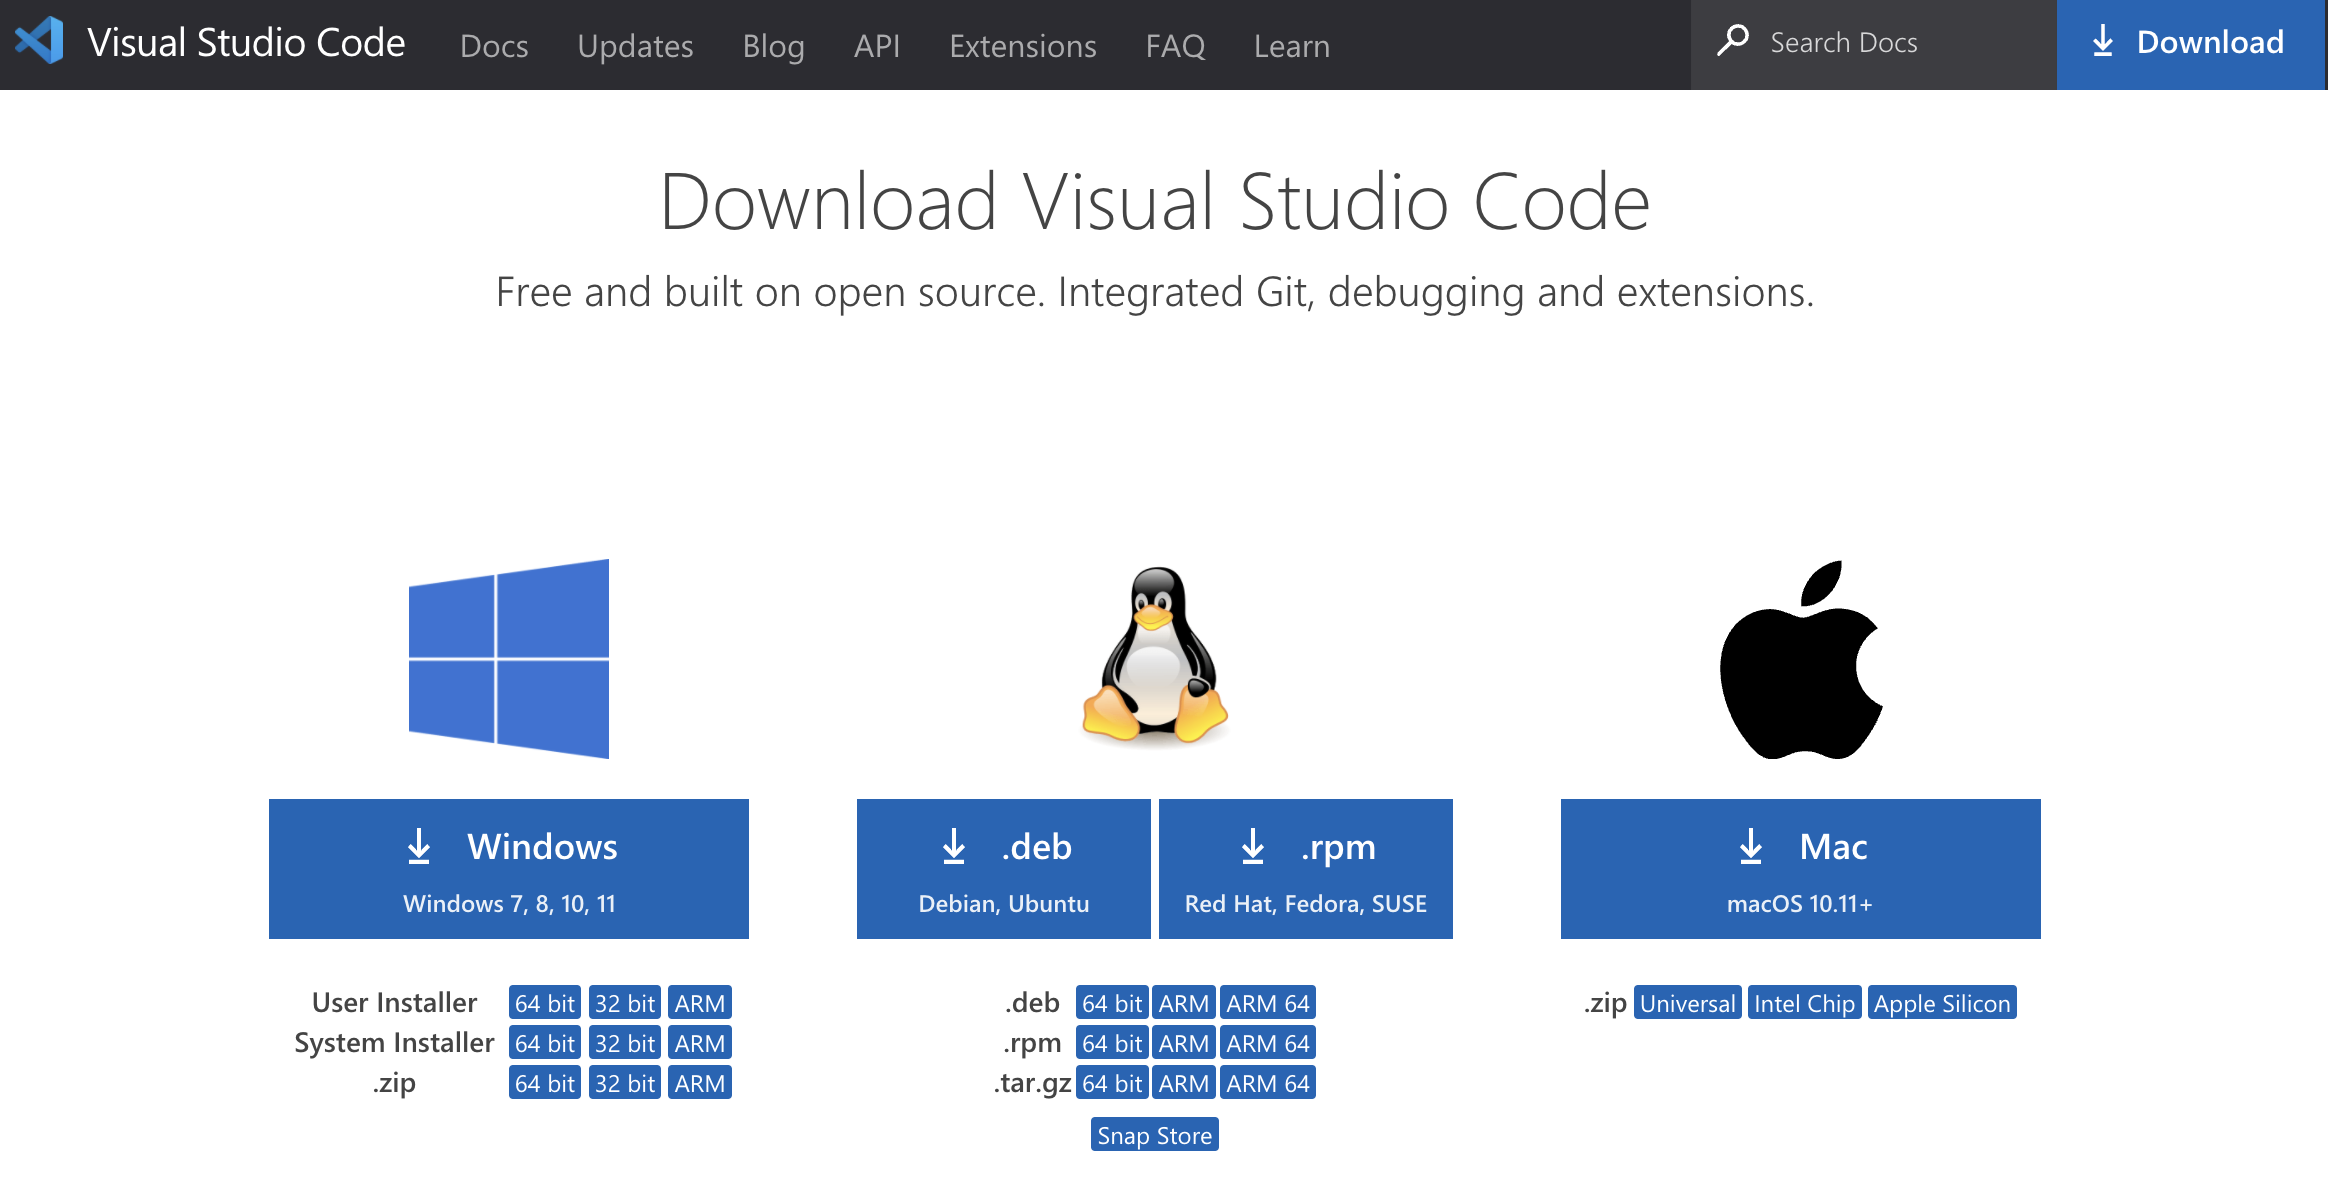 Visual Studio Code Docs Updates Blog API Extensions FAQ Learn Search Docs Download
Download Visual Studio Code
Free and built on open source. Integrated Git, debugging and extensions.
Windows
Windows 7, 8, 10, 11
User Installer 64 bit 32 bit ARM
System Installer 64 bit 32 bit ARM
.zip 64 bit 32 bit ARM
.deb
Debian, Ubuntu
.rpm
Red Hat, Fedora, SUSE
.deb 64 bit ARM ARM 64
.rpm 64 bit ARM ARM 64
.tar.gz 64 bit ARM ARM 64
Snap Store
Mac
macOS 10.11+
.zip Universal Intel Chip Apple Silicon